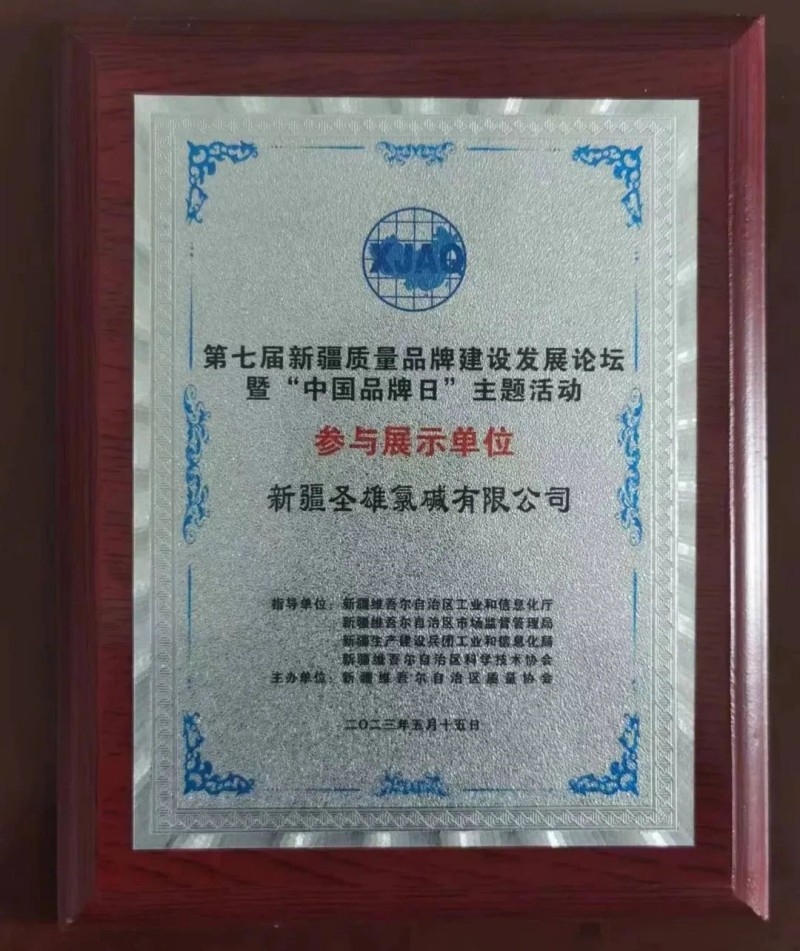 XJAQ
第七届新疆质量品牌建设发展论坛
暨“中国品牌日”主题活动
参与展示单位
新疆圣雄氯碱有限公司
指导单位：新疆维吾尔自治区工业和信息化厅
新疆维吾尔自治区市场监督管理局
新疆生产建设兵团工业和信息化局
新疆维吾尔自治区科学技术协会
主办单位：新疆维吾尔自治区质量协会
二〇二三年五月十五日